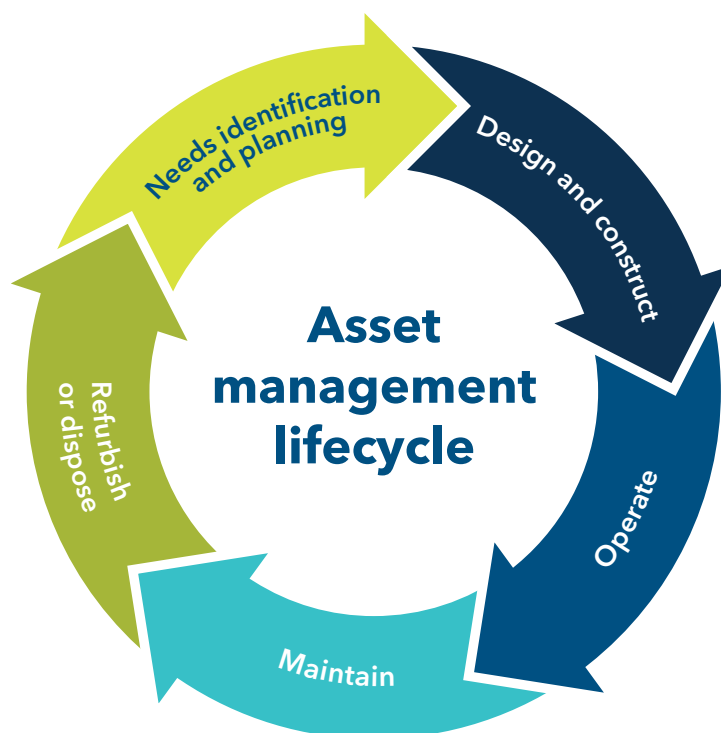 Needs identification
and planning
Design and construct
Asset
management
lifecycle
Operate
Maintain
Refurbish
or dispose